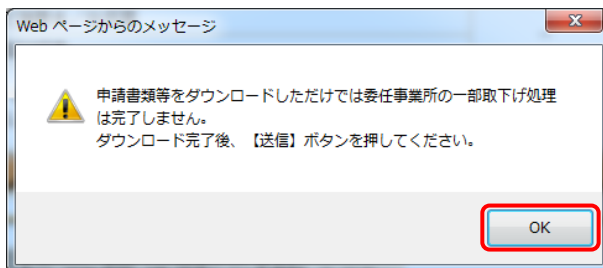 Web ページからのメッセージ
申請書類等をダウンロードしただけでは委任事業所の一部取下げ処理
は完了しません。
ダウンロード完了後、【送信】ボタンを押してください。
OK